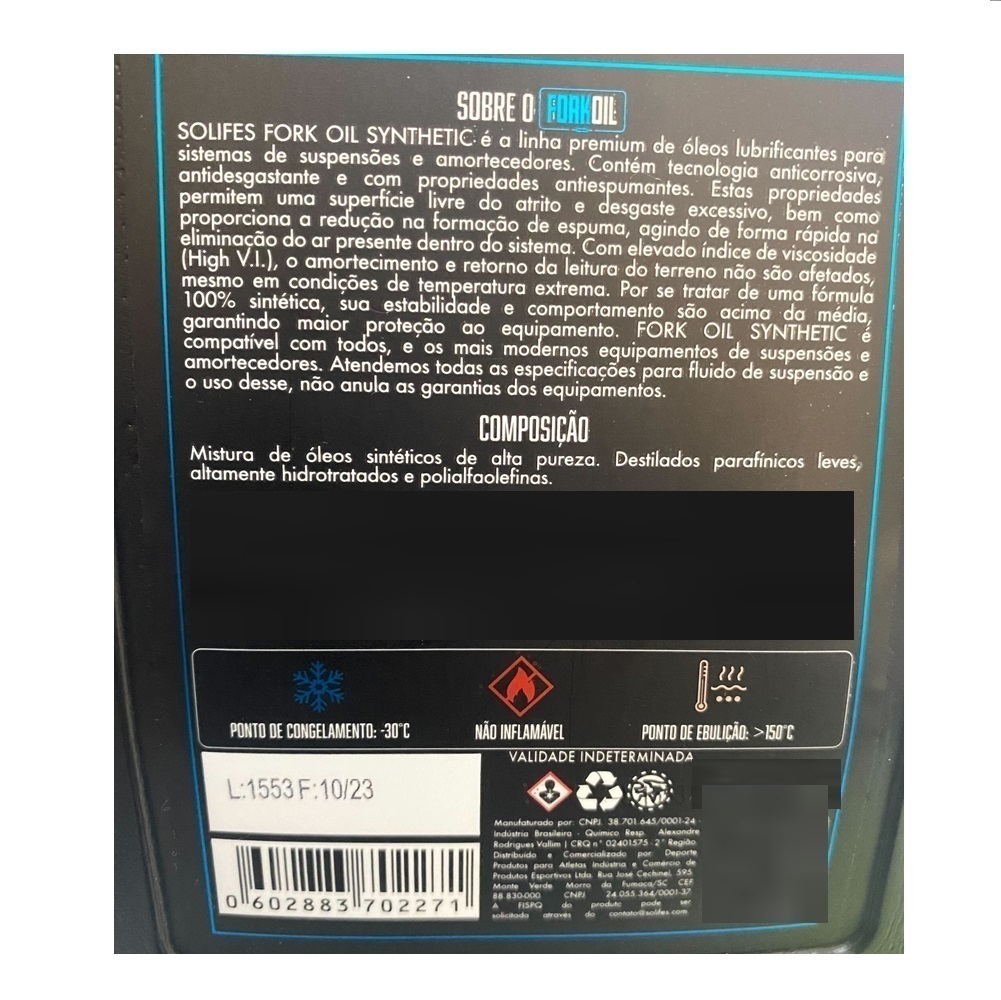 SOBRE O FORKOIL
SOLIFES FORK OIL SYNTHETIC é a linha premium de óleos lubrificantes para
sistemas de suspensões e amortecedores. Contém tecnologia anticorrosiva,
antidesgastante e com propriedades antiespumantes. Estas propriedades
permitem uma superfície livre do atrito e desgaste excessivo, bem como
proporciona a redução na formação de espuma, agindo de forma rápida na
eliminação do ar presente dentro do sistema. Com elevado índice de viscosidade
(High V.I.), o amortecimento e retorno da leitura do terreno não são afetados,
mesmo em condições de temperatura extrema. Por se tratar de uma fórmula
100% sintética, sua estabilidade e comportamento são acima da média,
garantindo maior proteção ao equipamento. FORK OIL SYNTHETIC é
compatível com todos, e os mais modernos equipamentos de suspensões e
amortecedores. Atendemos todas as especificações para fluido de suspensão e
o uso desse, não anula as garantias dos equipamentos.
COMPOSIÇÃO
Mistura de óleos sintéticos de alta pureza. Destilados parafínicos leves,
altamente hidrotratados e polialfaolefinas.
PONTO DE CONGELAMENTO: -30°C
NÃO INFLAMÁVEL
PONTO DE EBULIÇÃO: >150°C
VALIDADE INDETERMINADA
L:1553 F:10/23
Manufaturado por: CNPJ. 38.701.645/0001-24 -
Indústria Brasileira - Químico Resp. Alexandre
Rodrigues Vallim | CRQ n° 02401575 2ª Região
Distribuído e Comercializado por Deporte
Produtos para Atletas Indústria e Comércio de
Produtos Esportivos Ltda. Rua José Cechinel, 595
Monte Verde Morro da Fumaça/SC CEP
88.830-000 CNPJ 24.055.364/0001-37
A FISPQ do produto pode ser
solicitada através do contato@solifes.com
0 602883 702271